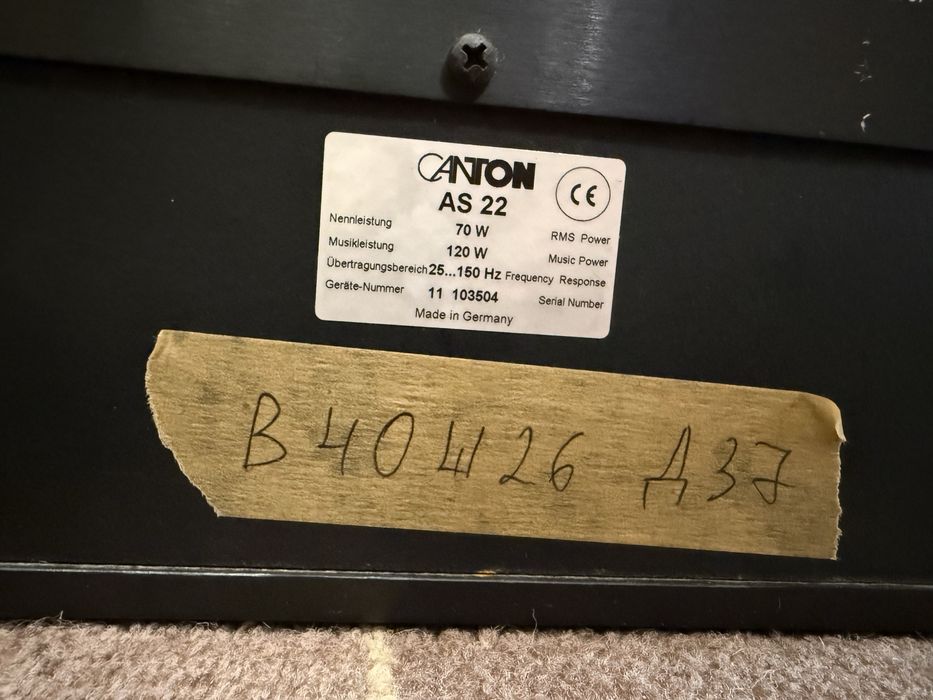 CANTON
CE
AS 22
Nennleistung 70 W RMS Power
Musikleistung 120 W Music Power
Übertragungsbereich 25...150 Hz Frequency Response
Geräte-Nummer 11 103504 Serial Number
Made in Germany
В 40 Ш 26 Д 37